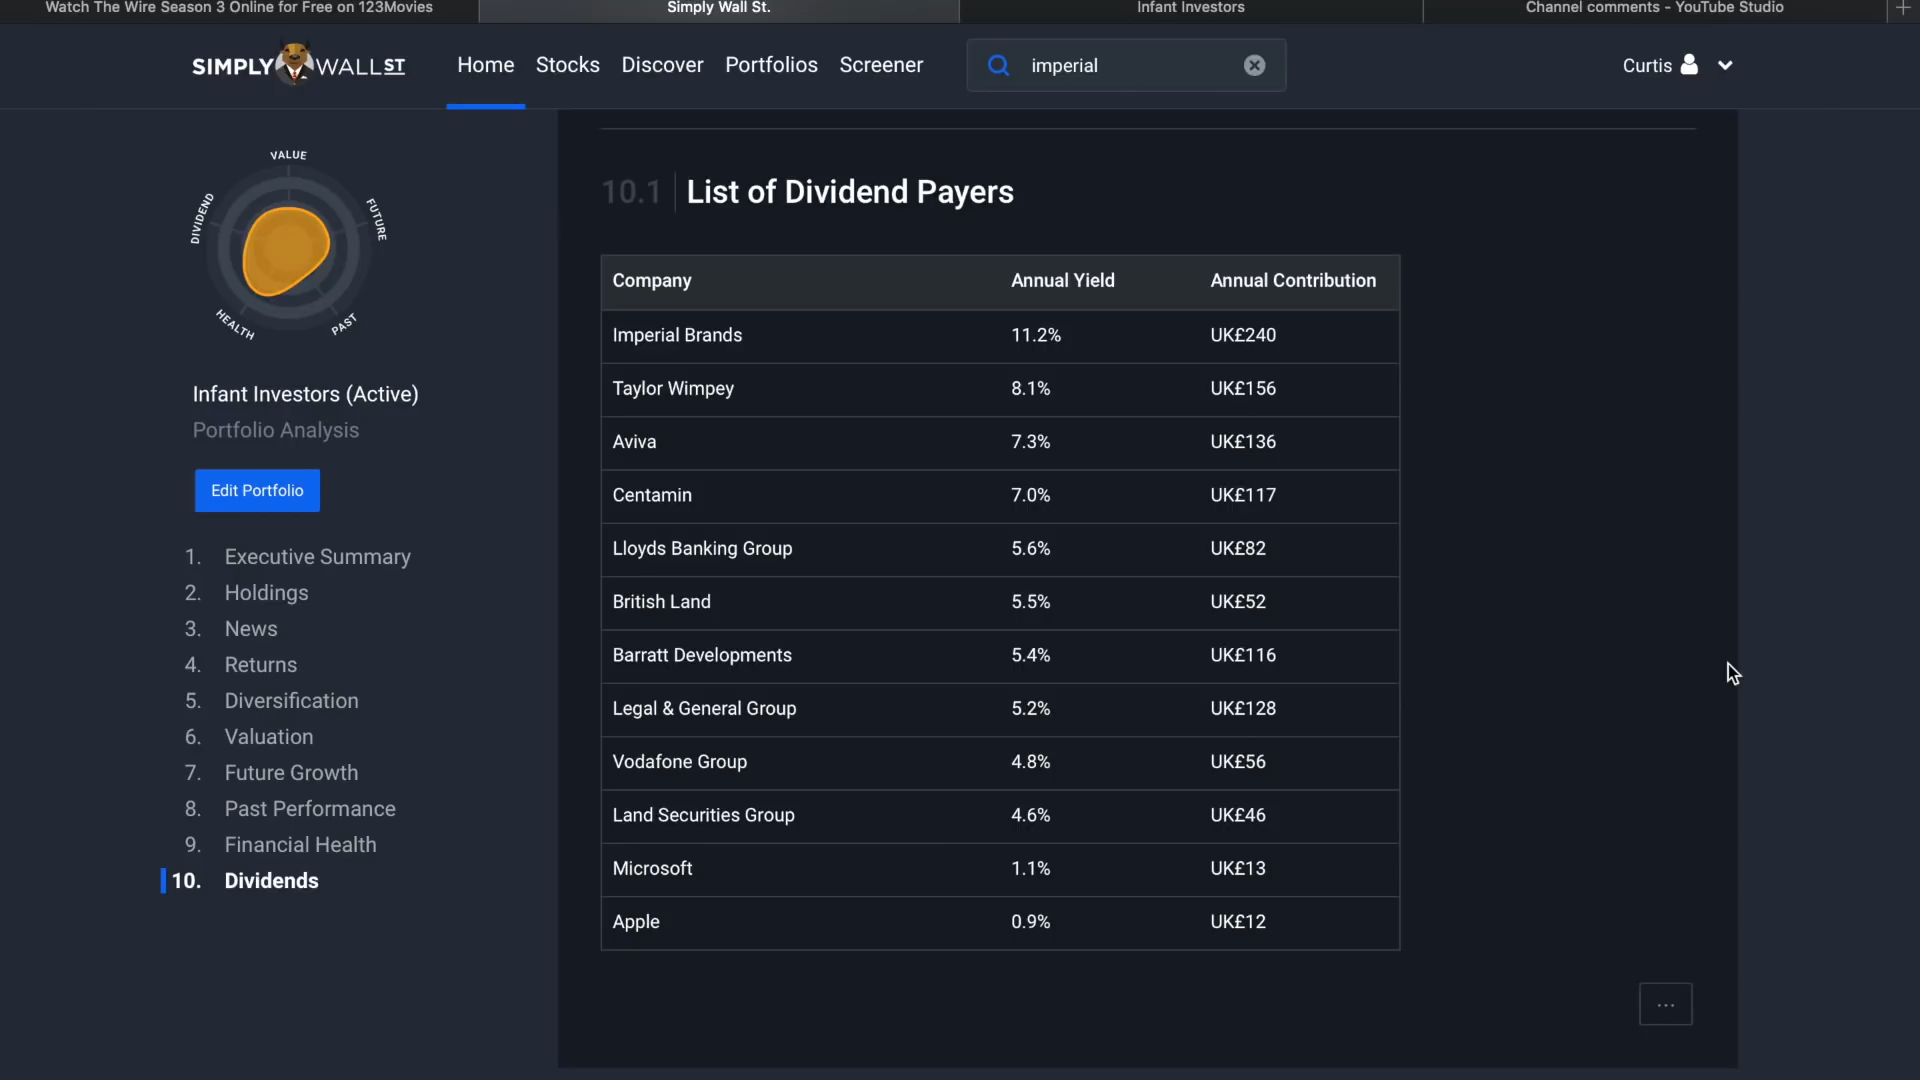 Watch The Wire Season 3 Online for Free on 123Movies
Simply Wall St.
Infant Investors
Channel comments - YouTube Studio
SIMPLY WALLST
Home Stocks Discover Portfolios Screener
imperial
Curtis
VALUE
FUTURE
PAST
HEALTH
DIVIDEND
Infant Investors (Active)
Portfolio Analysis
Edit Portfolio
1. Executive Summary
2. Holdings
3. News
4. Returns
5. Diversification
6. Valuation
7. Future Growth
8. Past Performance
9. Financial Health
10. Dividends
10.1 List of Dividend Payers
Company Annual Yield Annual Contribution
Imperial Brands 11.2% UK£240
Taylor Wimpey 8.1% UK£156
Aviva 7.3% UK£136
Centamin 7.0% UK£117
Lloyds Banking Group 5.6% UK£82
British Land 5.5% UK£52
Barratt Developments 5.4% UK£116
Legal & General Group 5.2% UK£128
Vodafone Group 4.8% UK£56
Land Securities Group 4.6% UK£46
Microsoft 1.1% UK£13
Apple 0.9% UK£12
...